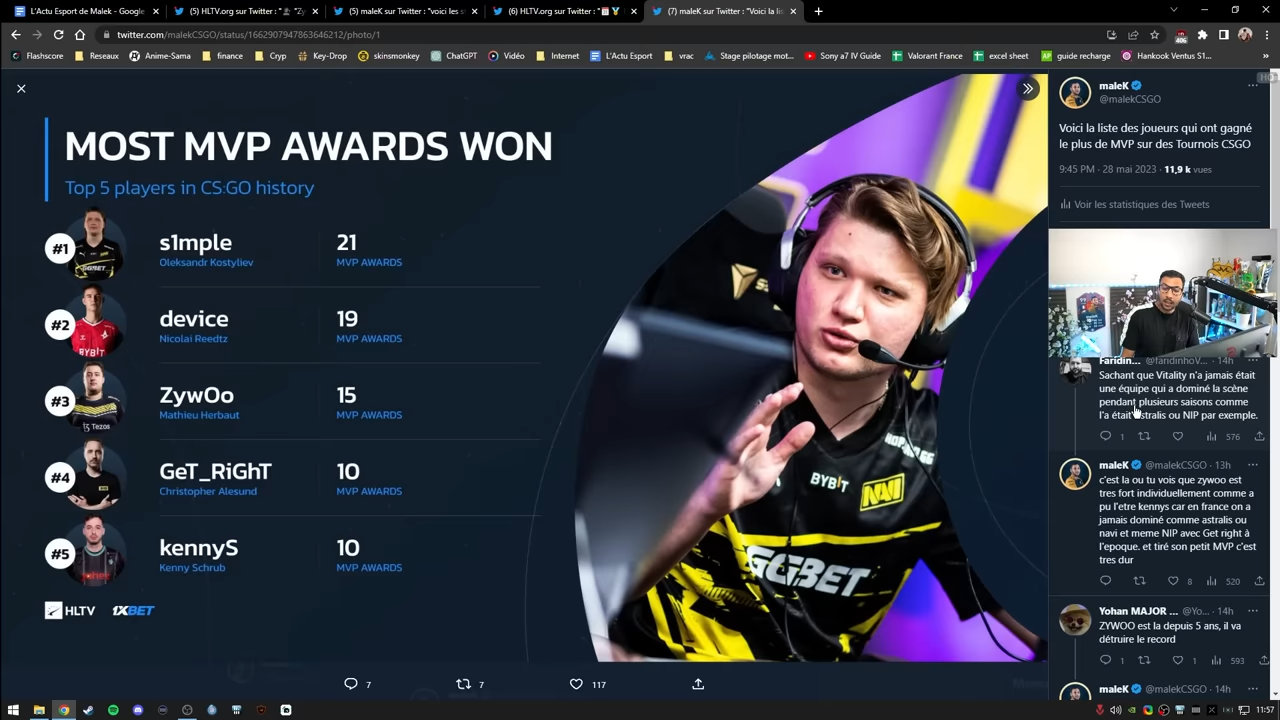 L'Actu Esport de Malek - Google
(5) HLTV.org sur Twitter : "
(5) maleK sur Twitter : "voici les s
(6) HLTV.org sur Twitter : "
(7) maleK sur Twitter : "Voici la li
twitter.com/malekCSGO/status/1662907947863646212/photo/1
Flashscore
Reseaux
Anime-Sama
finance
Cryp
Key-Drop
skinsmonkey
ChatGPT
Vidéo
Internet
L'Actu Esport
vrac
Stage pilotage mot...
Sony a7 IV Guide
Valorant France
excel sheet
guide recharge
Hankook Ventus S1...
MOST MVP AWARDS WON
Top 5 players in CS:GO history
#1
s1mple
21
Oleksandr Kostyliev
MVP AWARDS
#2
device
19
Nicolai Reedtz
MVP AWARDS
#3
ZywOo
15
Mathieu Herbaut
MVP AWARDS
#4
GeT_RiGhT
10
Christopher Alesund
MVP AWARDS
#5
kennyS
10
Kenny Schrub
MVP AWARDS
HLTV
1XBET
BYBIT
NAVI
GGBET
7
7
117
maleK
@malekCSGO
Voici la liste des joueurs qui ont gagné
le plus de MVP sur des Tournois CSGO
9:45 PM · 28 mai 2023 · 11,9 k vues
Voir les statistiques des Tweets
Faridin... @faridinhoV... · 14h
Sachant que Vitality n'a jamais était
une équipe qui a dominé la scène
pendant plusieurs saisons comme
l'a était astralis ou NIP par exemple.
1
576
maleK @malekCSGO · 13h
c'est la ou tu vois que zywoo est
tres fort individuellement comme a
pu l'etre kennys car en france on a
jamais dominé comme astralis ou
navi et meme NIP avec Get right à
l'epoque. et tiré son petit MVP c'est
tres dur
8
520
Yohan MAJOR ... @Yo... · 14h
ZYWOO est la depuis 5 ans, il va
détruire le record
1
1
593
maleK @malekCSGO · 14h
11:57